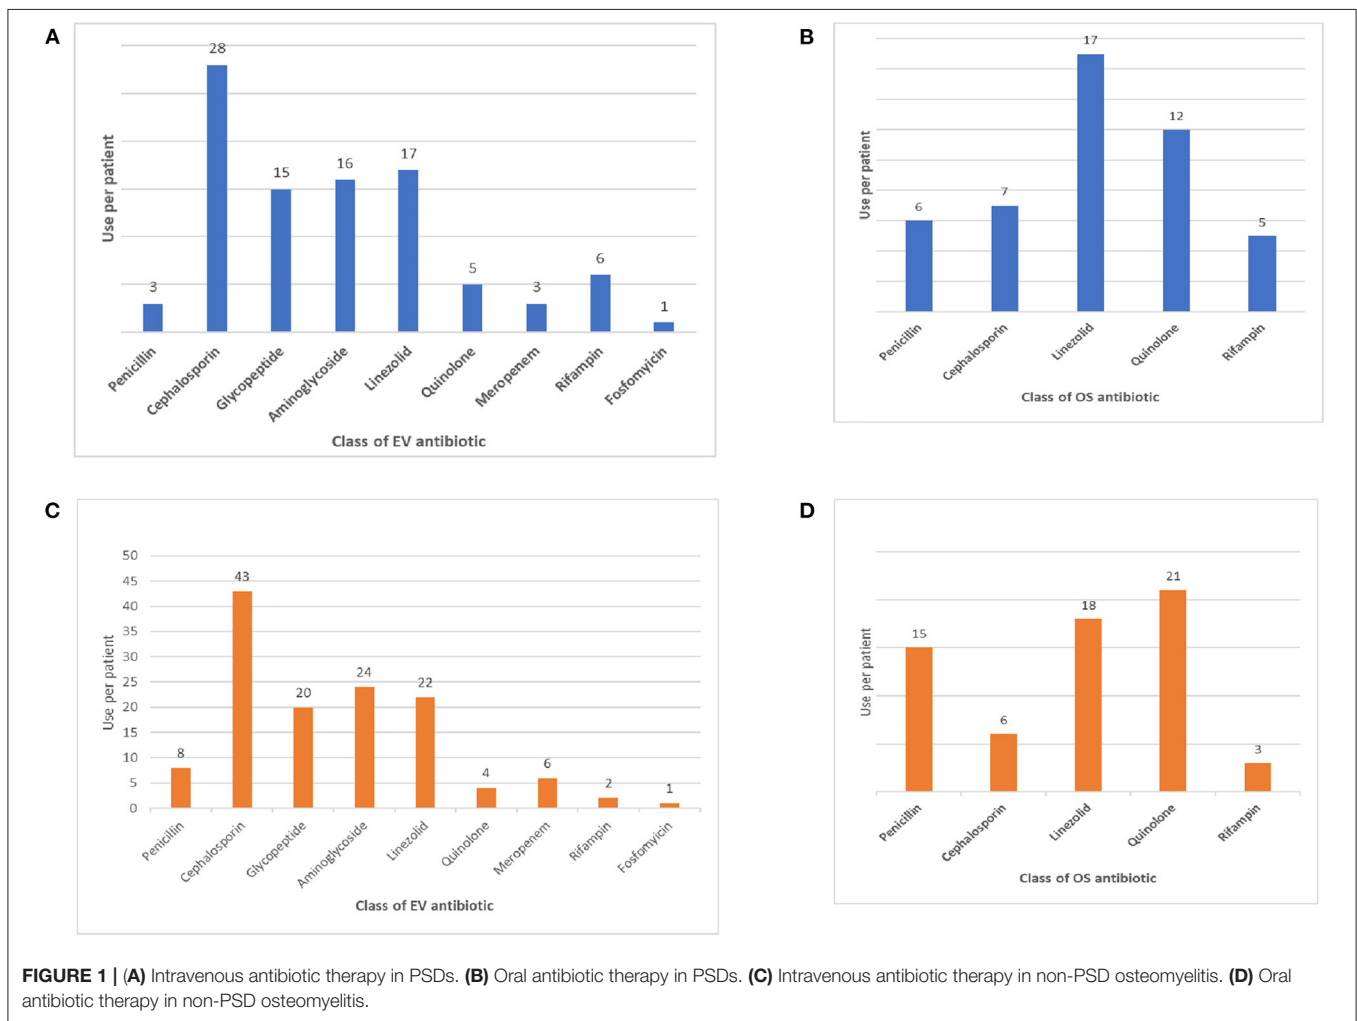 A
28
17
16
15
6
5
3
3
1
Use per patient
Penicillin
Cephalosporin
Glycopeptide
Aminoglycoside
Linezolid
Quinolone
Meropenem
Rifampin
Fosfomyicin
Class of EV antibiotic
B
17
12
7
6
5
Use per patient
Penicillin
Cephalosporin
Linezolid
Quinolone
Rifampin
Class of OS antibiotic
C
50
45
40
35
30
25
20
15
10
5
0
8
43
20
24
22
4
6
2
1
Use per patient
Penicillin
Cephalosporin
Glycopeptide
Aminoglycoside
Linezolid
Quinolone
Meropenem
Rifampin
Fosfomyicin
Class of EV antibiotic
D
15
6
18
21
3
Use per patient
Penicillin
Cephalosporin
Linezolid
Quinolone
Rifampin
Class of OS antibiotic
FIGURE 1 | (A) Intravenous antibiotic therapy in PSDs. (B) Oral antibiotic therapy in PSDs. (C) Intravenous antibiotic therapy in non-PSD osteomyelitis. (D) Oral
antibiotic therapy in non-PSD osteomyelitis.